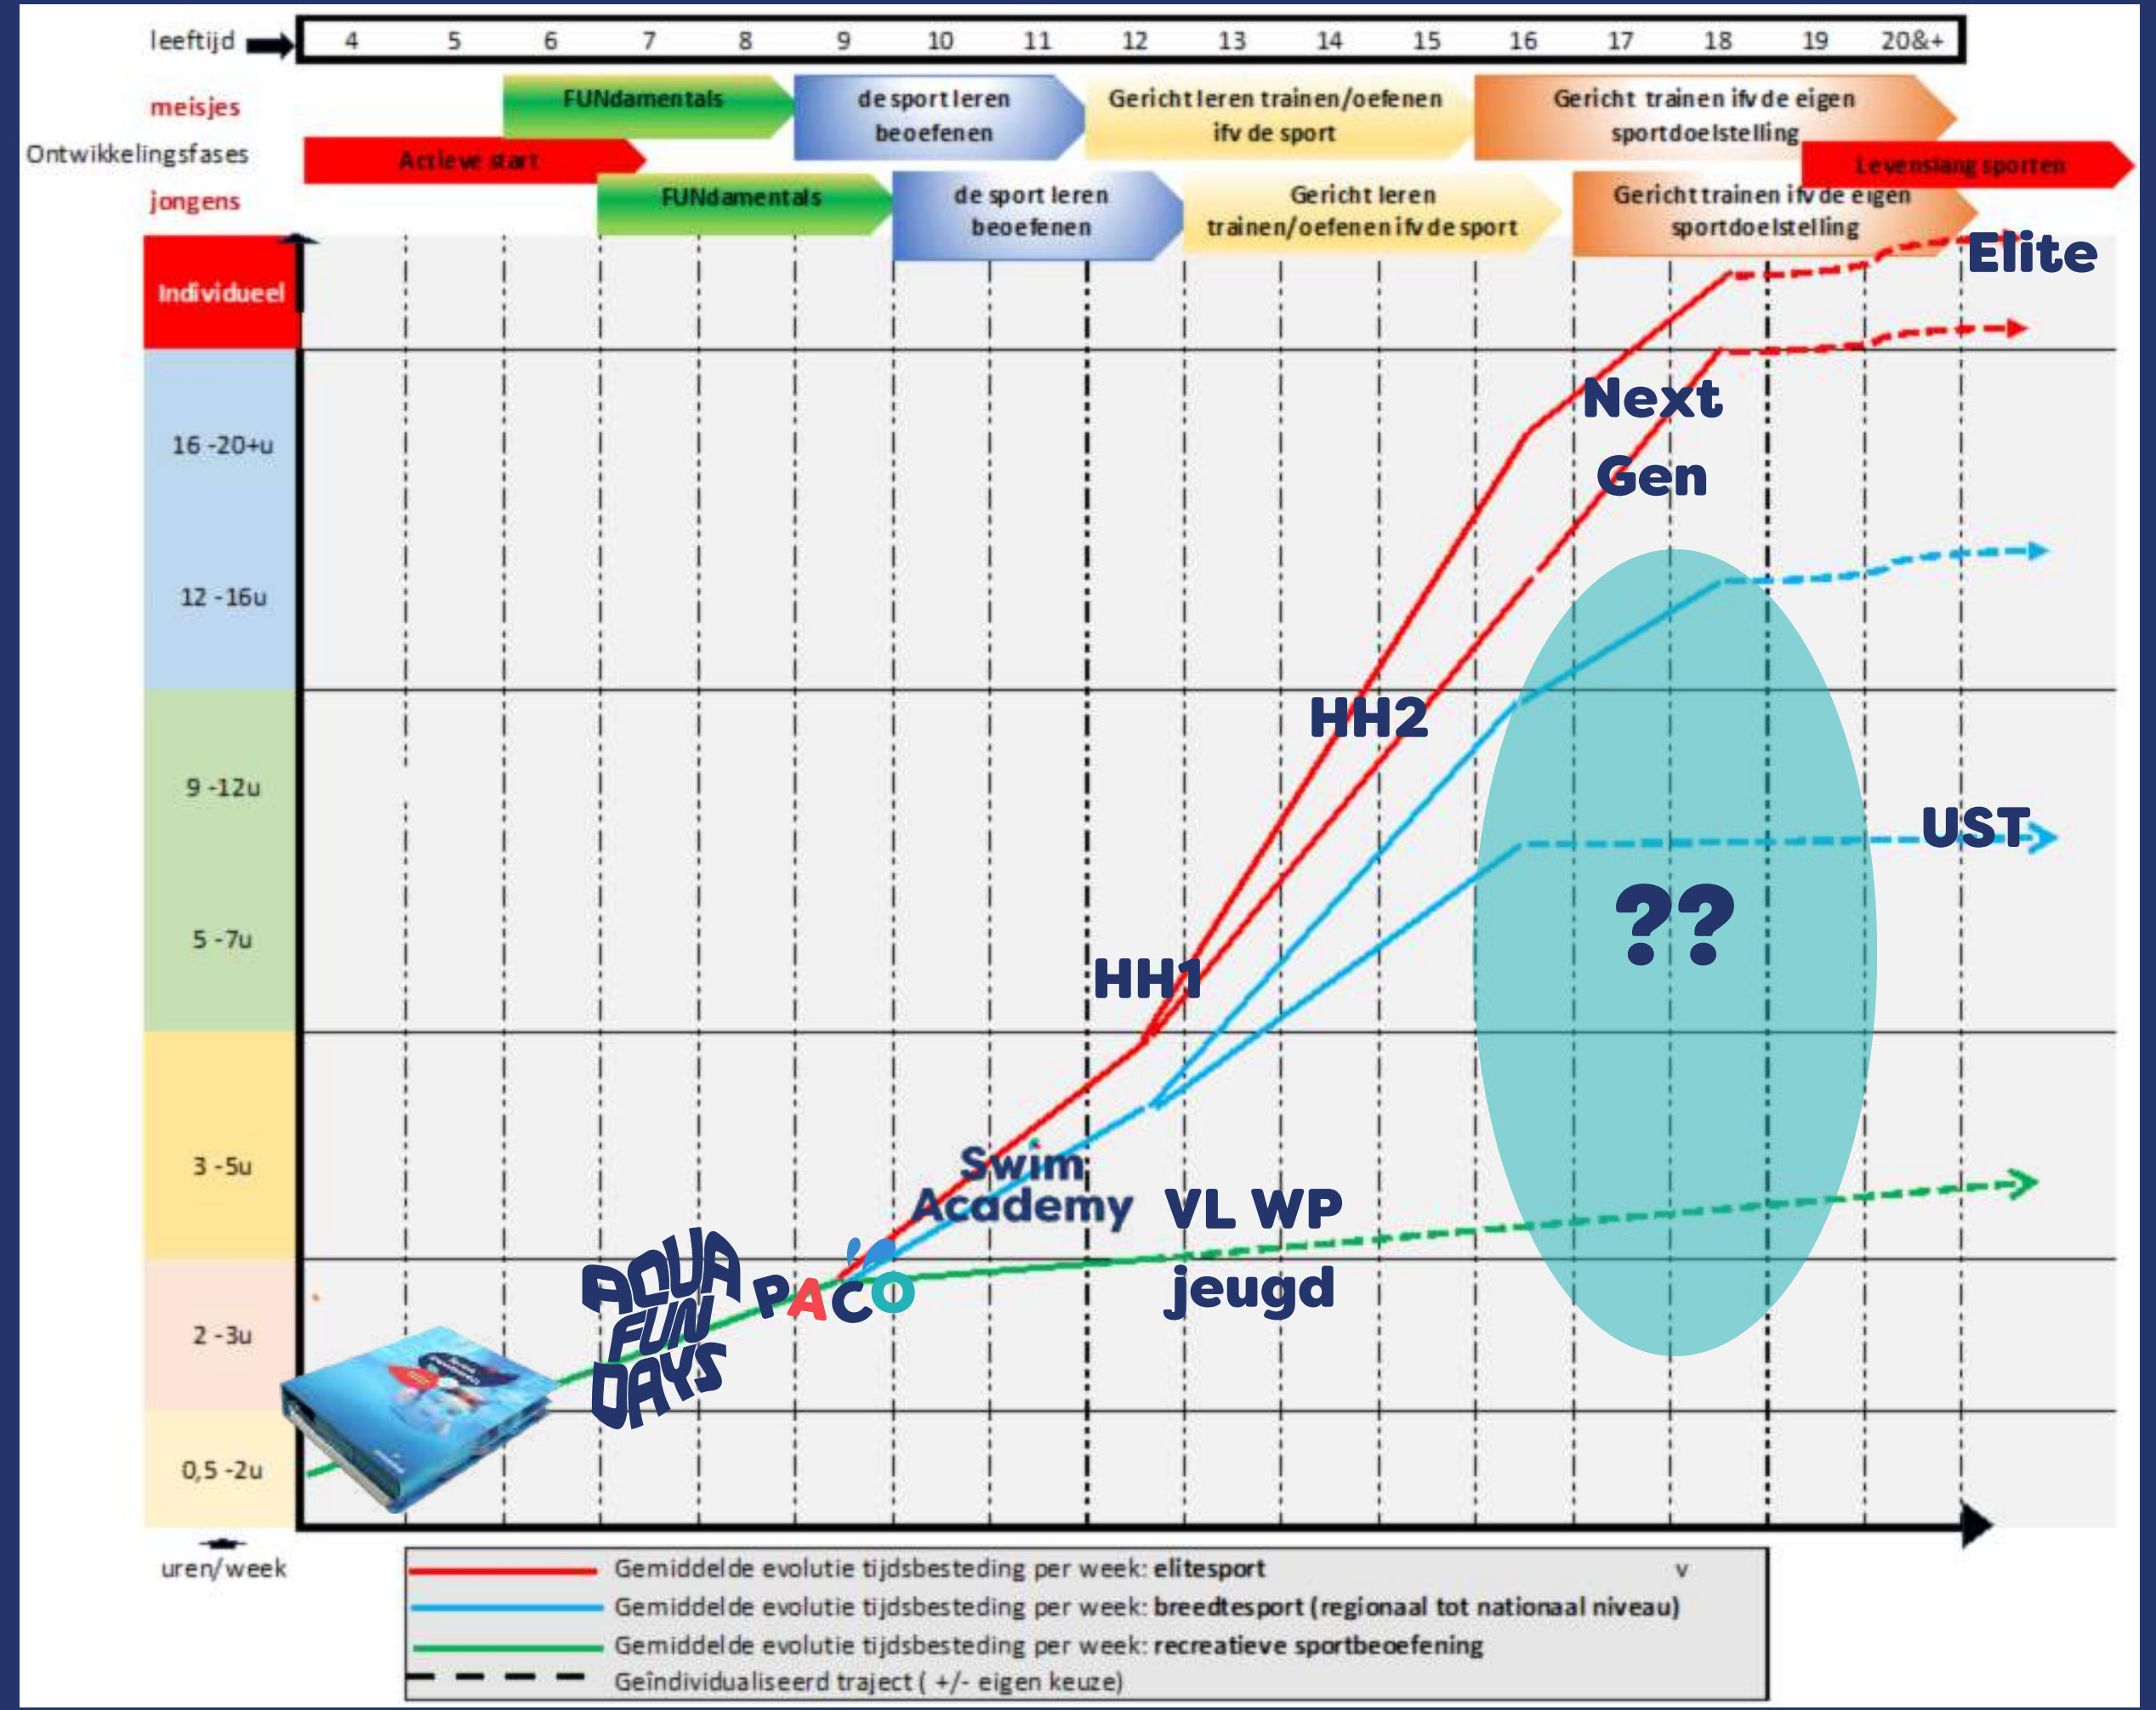 leeftijd 4 5 6 7 8 9 10 11 12 13 14 15 16 17 18 19 20&+
meisjes
FUNdamentals
de sport leren
beoefenen
Gericht leren trainen/oefenen
ifv de sport
Gericht trainen ifv de eigen
sportdoelstelling
Ontwikkelingsfases
Actieve start
Levenslang sporten
jongens
FUNdamentals
de sport leren
beoefenen
Gericht leren
trainen/oefenen ifv de sport
Gericht trainen ifv de eigen
sportdoelstelling
Elite
Individueel
Next
Gen
16 -20+u
12 -16u
HH2
9 -12u
UST
??
5 -7u
HH1
Swim
Academy
3 -5u
VL WP
jeugd
AQUA
FUN
DAYS
PACO
2 -3u
0,5 -2u
uren/week
Gemiddelde evolutie tijdsbesteding per week: elitesport v
Gemiddelde evolutie tijdsbesteding per week: breedtesport (regionaal tot nationaal niveau)
Gemiddelde evolutie tijdsbesteding per week: recreatieve sportbeoefening
Geïndividualiseerd traject ( +/- eigen keuze)